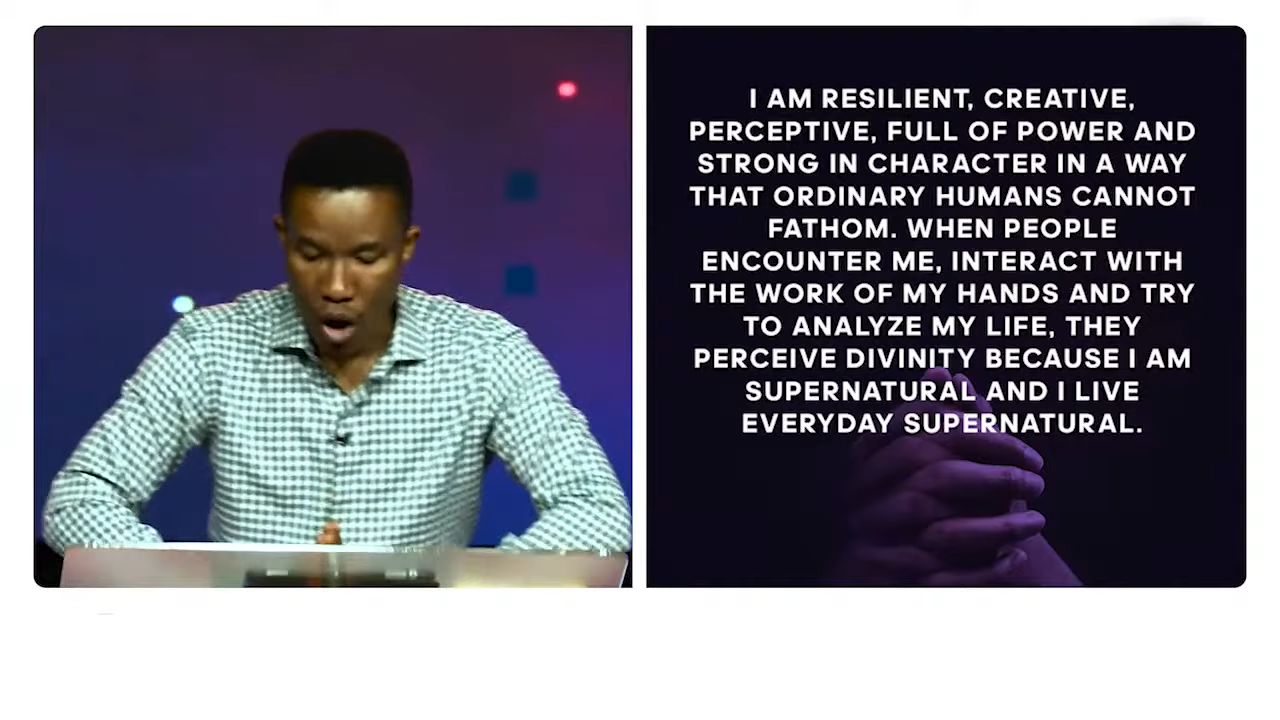 I AM RESILIENT, CREATIVE,
PERCEPTIVE, FULL OF POWER AND
STRONG IN CHARACTER IN A WAY
THAT ORDINARY HUMANS CANNOT
FATHOM. WHEN PEOPLE
ENCOUNTER ME, INTERACT WITH
THE WORK OF MY HANDS AND TRY
TO ANALYZE MY LIFE, THEY
PERCEIVE DIVINITY BECAUSE I AM
SUPERNATURAL AND I LIVE
EVERYDAY SUPERNATURAL.